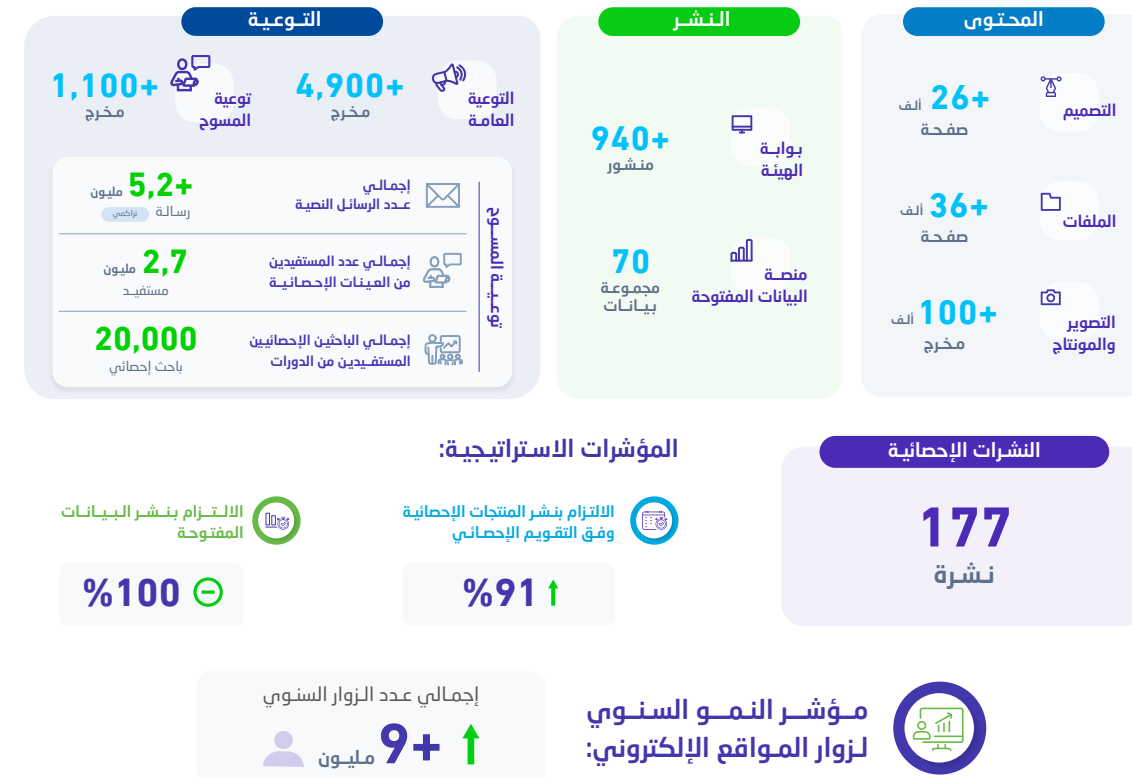 المحتوى
التصميم
+26 ألف
صفحة
الملفات
+36 ألف
صفحة
التصوير
والمونتاج
+100 ألف
مخرج
النشر
بوابة
الهيئة
+940
منشور
منصة
البيانات المفتوحة
70
مجموعة
بيانات
التوعية
التوعية
العامة
+4,900
مخرج
توعية
المسوح
+1,100
مخرج
توعية المسوح
إجمالي
عدد الرسائل النصية
+5,2 مليون
رسالة تراكمي
إجمالي عدد المستفيدين
من العينات الإحصائية
2,7 مليون
مستفيد
إجمالي الباحثين الإحصائيين
المستفيدين من الدورات
20,000
باحث إحصائي
النشرات الإحصائية
177
نشرة
المؤشرات الاستراتيجية:
الالتزام بنشر المنتجات الإحصائية
وفق التقويم الإحصائي
%91
الالتزام بنشر البيانات
المفتوحة
%100
مؤشر النمو السنوي
لزوار المواقع الإلكتروني:
إجمالي عدد الزوار السنوي
+9 مليون